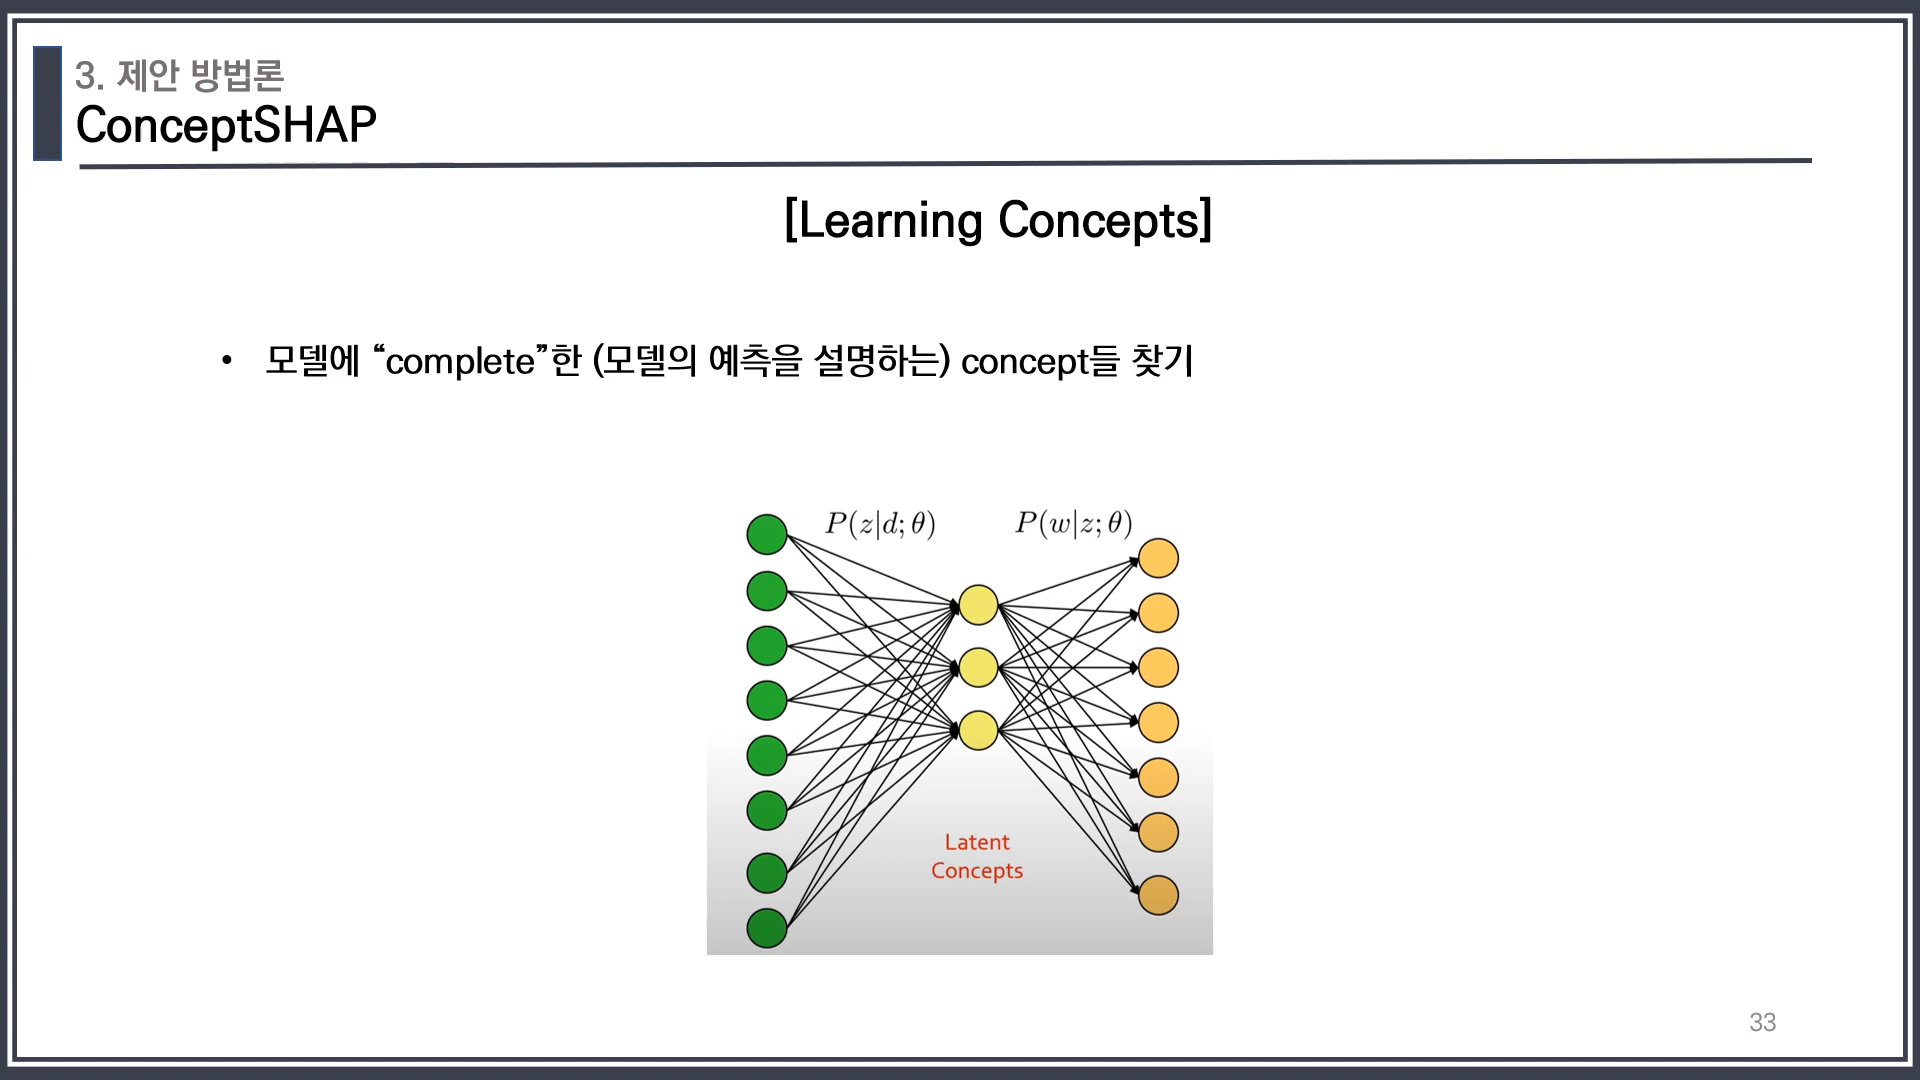 3. 제안 방법론
ConceptSHAP
[Learning Concepts]
• 모델에 “complete”한 (모델의 예측을 설명하는) concept들 찾기
P(z|d; θ)
P(w|z; θ)
Latent
Concepts
33